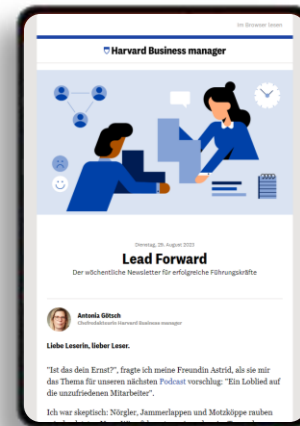 Im Browser lesen
Harvard Business manager
Dienstag, 29. August 2023
Lead Forward
Der wöchentliche Newsletter für erfolgreiche Führungskräfte
Antonia Götsch
Chefredakteurin Harvard Business manager
Liebe Leserin, lieber Leser.
"Ist das dein Ernst?", fragte ich meine Freundin Astrid, als sie mir
das Thema für unseren nächsten Podcast vorschlug: "Ein Loblied auf
die unzufriedenen Mitarbeiter".
Ich war skeptisch: Nörgler, Jammerlappen und Motzköppe rauben